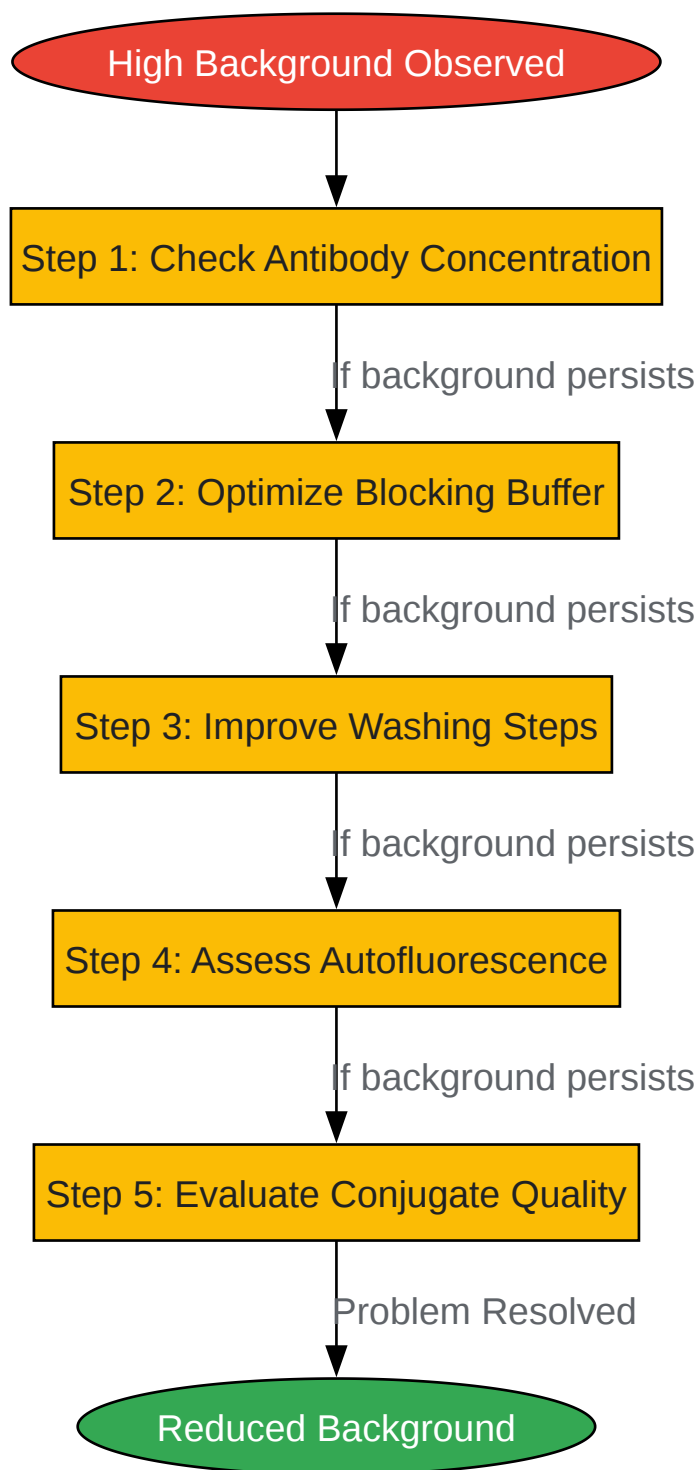 High Background Observed
Step 1: Check Antibody Concentration
If background persists
Step 2: Optimize Blocking Buffer
If background persists
Step 3: Improve Washing Steps
If background persists
Step 4: Assess Autofluorescence
If background persists
Step 5: Evaluate Conjugate Quality
Problem Resolved
Reduced Background